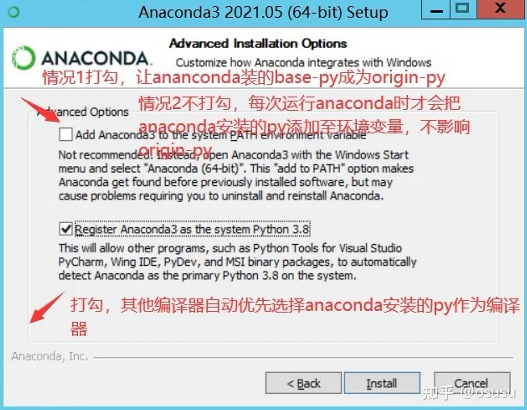 Anaconda3 2021.05 (64-bit) Setup
ANACONDA.
Advanced Installation Options
Customize how Anaconda integrates with Windows
情况1打勾，让ananconda装的base-py成为origin-py
情况2不打勾，每次运行anaconda时才会把
anaconda安装的py添加至环境变量，不影响
origin-py
Advanced Options
Add Anaconda3 to the system PATH environment variable
Not recommended. Instead, open Anaconda3 with the Windows Start
menu and select "Anaconda (64-bit)". This "add to PATH" option makes
Anaconda get found before previously installed software, but may
cause problems requiring you to uninstall and reinstall Anaconda.
Register Anaconda3 as the system Python 3.8
This will allow other programs, such as Python Tools for Visual Studio
PyCharm, Wing IDE, PyDev, and MSI binary packages, to automatically
detect Anaconda as the primary Python 3.8 on the system.
打勾，其他编译器自动优先选择anaconda安装的py作为编译
器
Anaconda, Inc.
< Back
Install
Cancel
知乎 @osusu